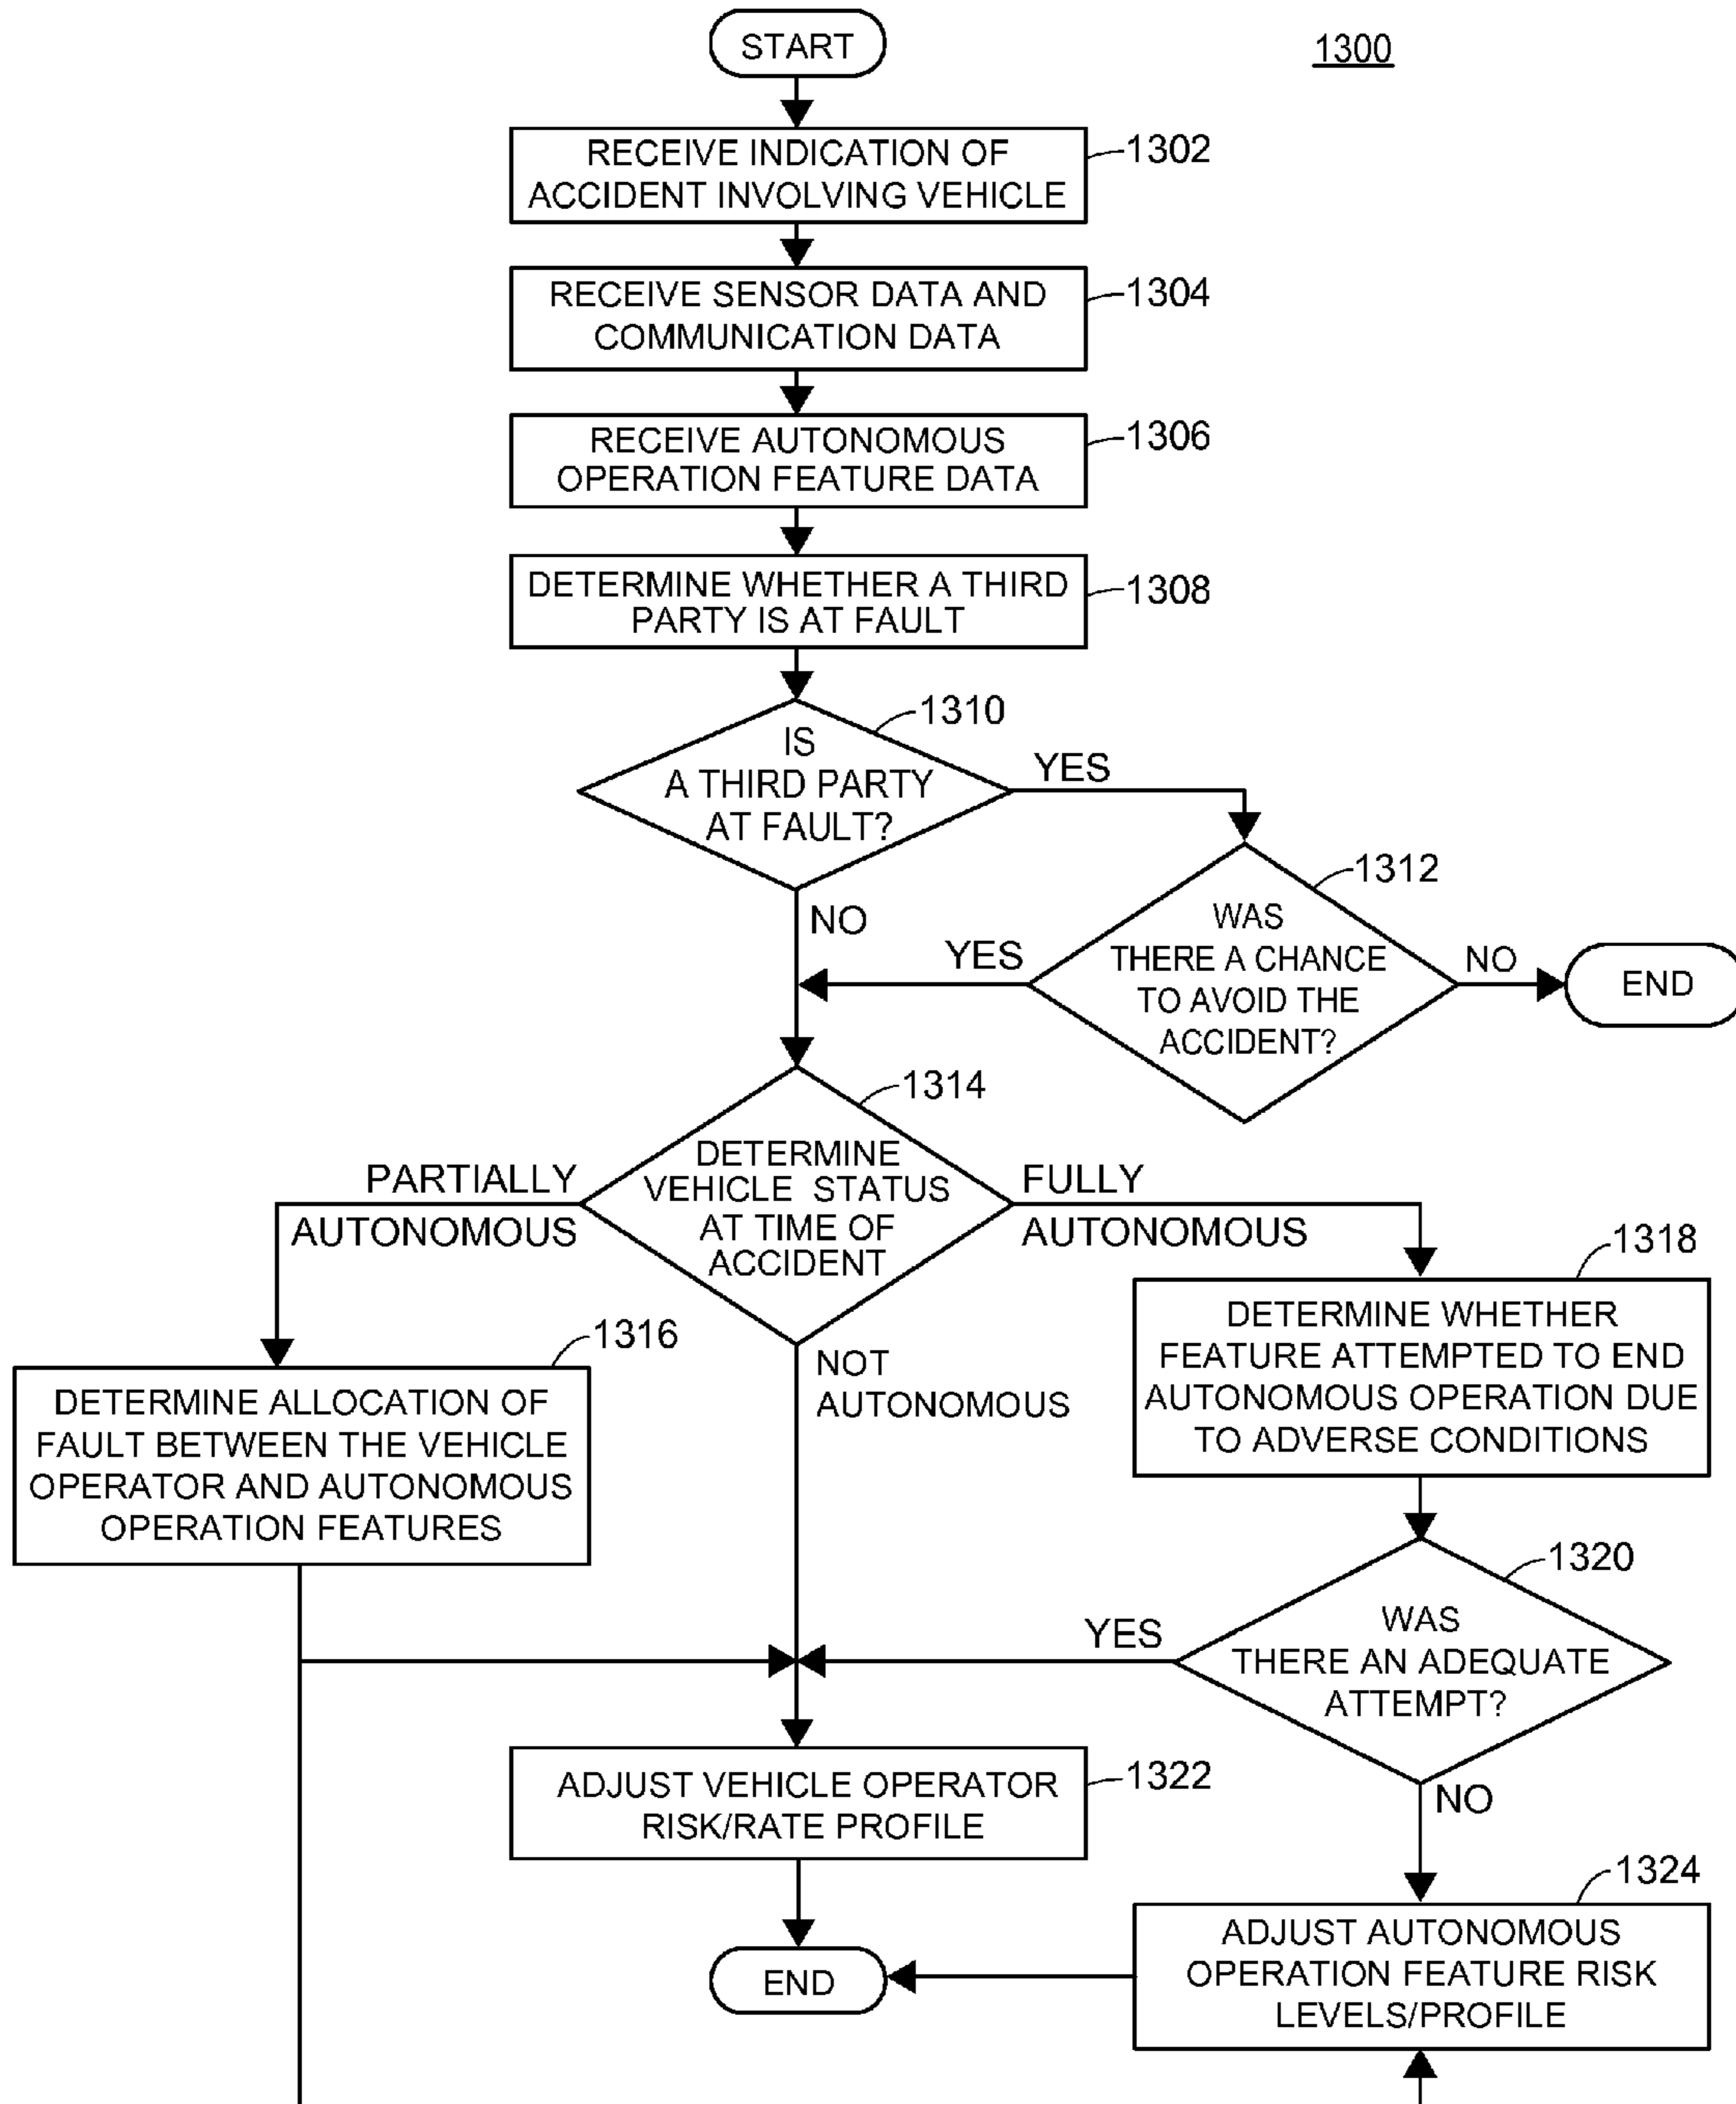 START
1300
RECEIVE INDICATION OF
ACCIDENT INVOLVING VEHICLE
1302
RECEIVE SENSOR DATA AND
COMMUNICATION DATA
1304
RECEIVE AUTONOMOUS
OPERATION FEATURE DATA
1306
DETERMINE WHETHER A THIRD
PARTY IS AT FAULT
1308
1310
IS
A THIRD PARTY
AT FAULT?
YES
NO
1312
WAS
THERE A CHANCE
TO AVOID THE
ACCIDENT?
YES
NO
END
1314
DETERMINE
VEHICLE STATUS
AT TIME OF
ACCIDENT
PARTIALLY
AUTONOMOUS
FULLY
AUTONOMOUS
NOT
AUTONOMOUS
1316
DETERMINE ALLOCATION OF
FAULT BETWEEN THE VEHICLE
OPERATOR AND AUTONOMOUS
OPERATION FEATURES
1318
DETERMINE WHETHER
FEATURE ATTEMPTED TO END
AUTONOMOUS OPERATION DUE
TO ADVERSE CONDITIONS
1320
WAS
THERE AN ADEQUATE
ATTEMPT?
YES
NO
ADJUST VEHICLE OPERATOR
RISK/RATE PROFILE
1322
1324
ADJUST AUTONOMOUS
OPERATION FEATURE RISK
LEVELS/PROFILE
END